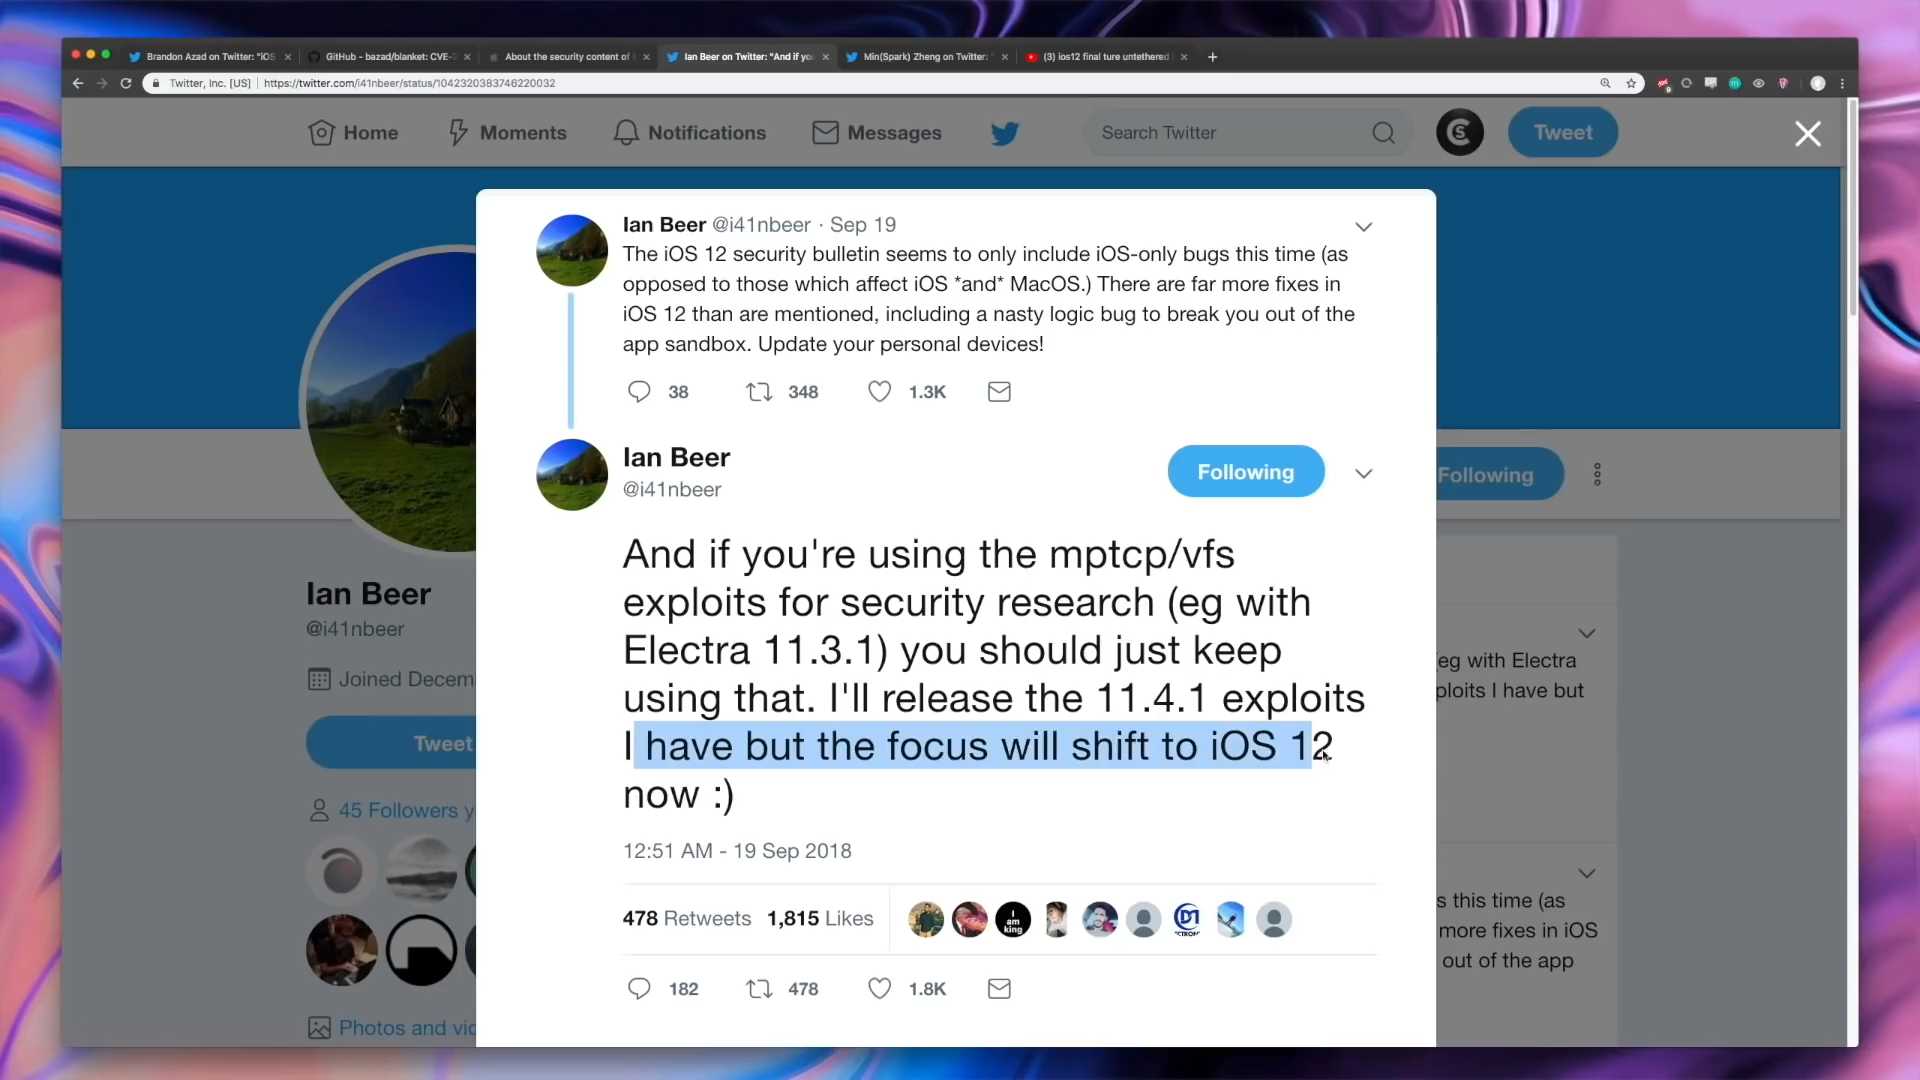 Brandon Azad on Twitter: "iOS
GitHub - bazad/blanket: CVE-2
About the security content of i
Ian Beer on Twitter: "And if yo
Min(Spark) Zheng on Twitter: "
(3) ios12 final ture untethered
Twitter, Inc. [US] | https://twitter.com/i41nbeer/status/1042320383746220032
Home
Moments
Notifications
Messages
Search Twitter
Tweet
Ian Beer @i41nbeer · Sep 19
The iOS 12 security bulletin seems to only include iOS-only bugs this time (as
opposed to those which affect iOS *and* MacOS.) There are far more fixes in
iOS 12 than are mentioned, including a nasty logic bug to break you out of the
app sandbox. Update your personal devices!
38
348
1.3K
Ian Beer
@i41nbeer
Following
And if you're using the mptcp/vfs
exploits for security research (eg with
Electra 11.3.1) you should just keep
using that. I'll release the 11.4.1 exploits
I have but the focus will shift to iOS 12
now :)
12:51 AM - 19 Sep 2018
478 Retweets 1,815 Likes
I
am
king
182
478
1.8K
Ian Beer
@i41nbeer
Joined Decem
Tweet
45 Followers y
Photos and vid
Following
eg with Electra
ploits I have but
s this time (as
more fixes in iOS
out of the app